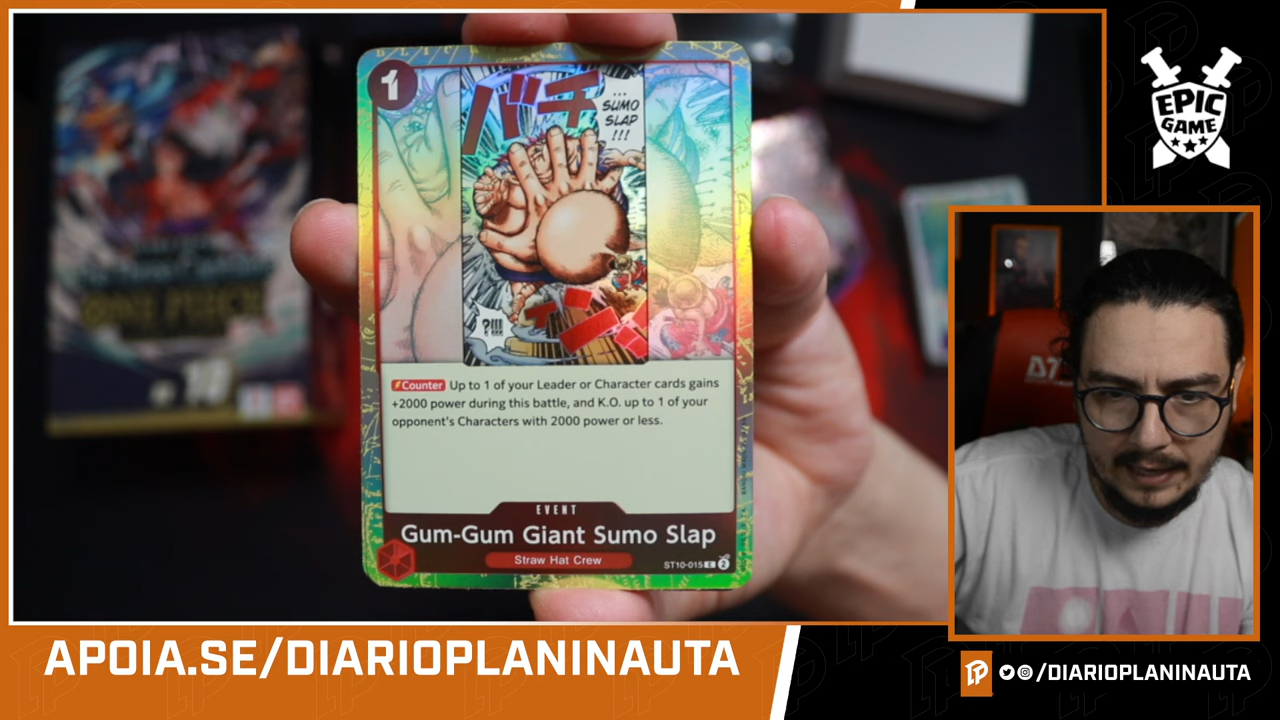 1
バチ
...
SUMO
SLAP
!!!
?!!!
Counter Up to 1 of your Leader or Character cards gains
+2000 power during this battle, and K.O. up to 1 of your
opponent's Characters with 2000 power or less.
EVENT
Gum-Gum Giant Sumo Slap
Straw Hat Crew
ST10-015 C 2
EPIC
GAME
ONE PIECE
APOIA.SE/DIARIOPLANINAUTA
/DIARIOPLANINAUTA